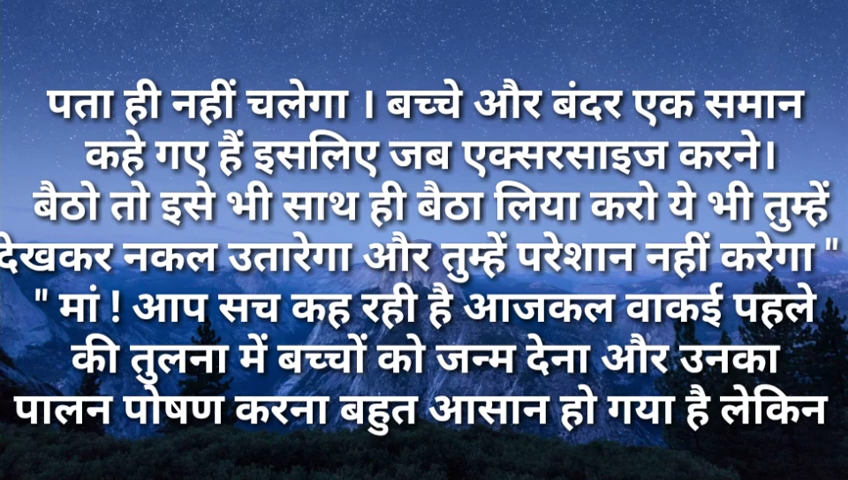 पता ही नहीं चलेगा । बच्चे और बंदर एक समान
कहे गए हैं इसलिए जब एक्सरसाइज करने।
बैठो तो इसे भी साथ ही बैठा लिया करो ये भी तुम्हें
देखकर नकल उतारेगा और तुम्हें परेशान नहीं करेगा "
" मां ! आप सच कह रही है आजकल वाकई पहले
की तुलना में बच्चों को जन्म देना और उनका
पालन पोषण करना बहुत आसान हो गया है लेकिन